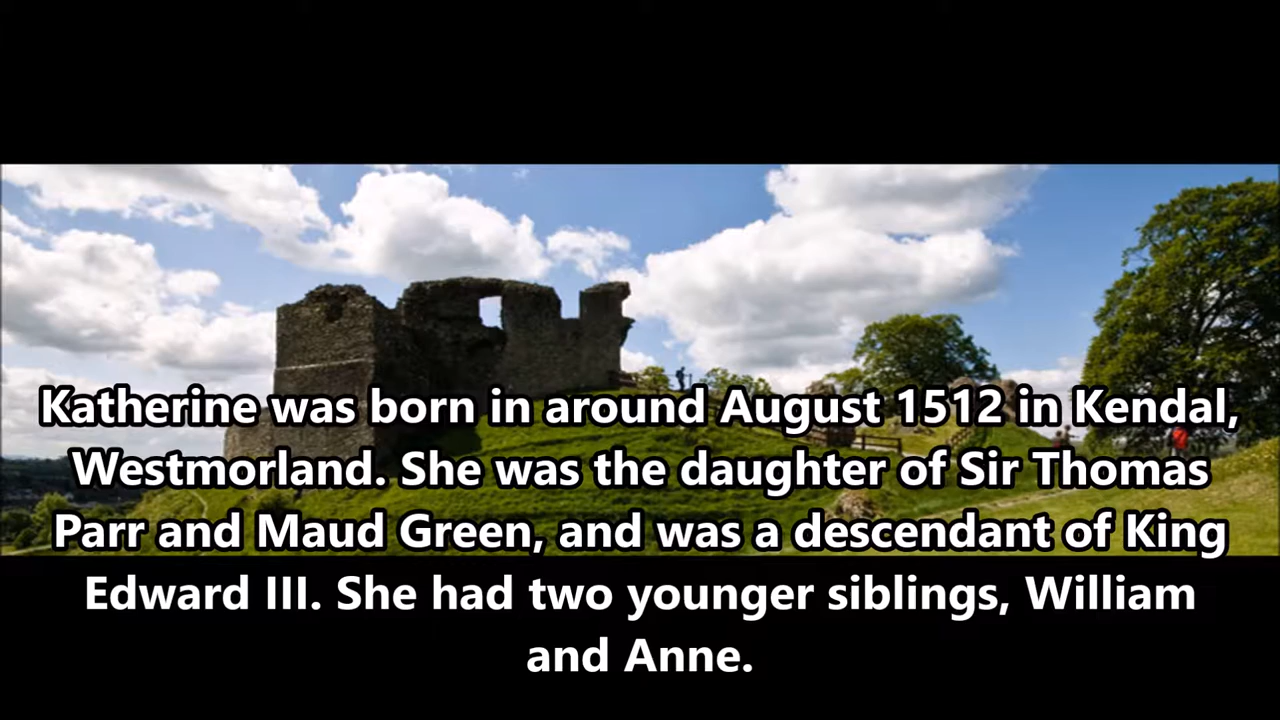 Katherine was born in around August 1512 in Kendal,
Westmorland. She was the daughter of Sir Thomas
Parr and Maud Green, and was a descendant of King
Edward III. She had two younger siblings, William
and Anne.